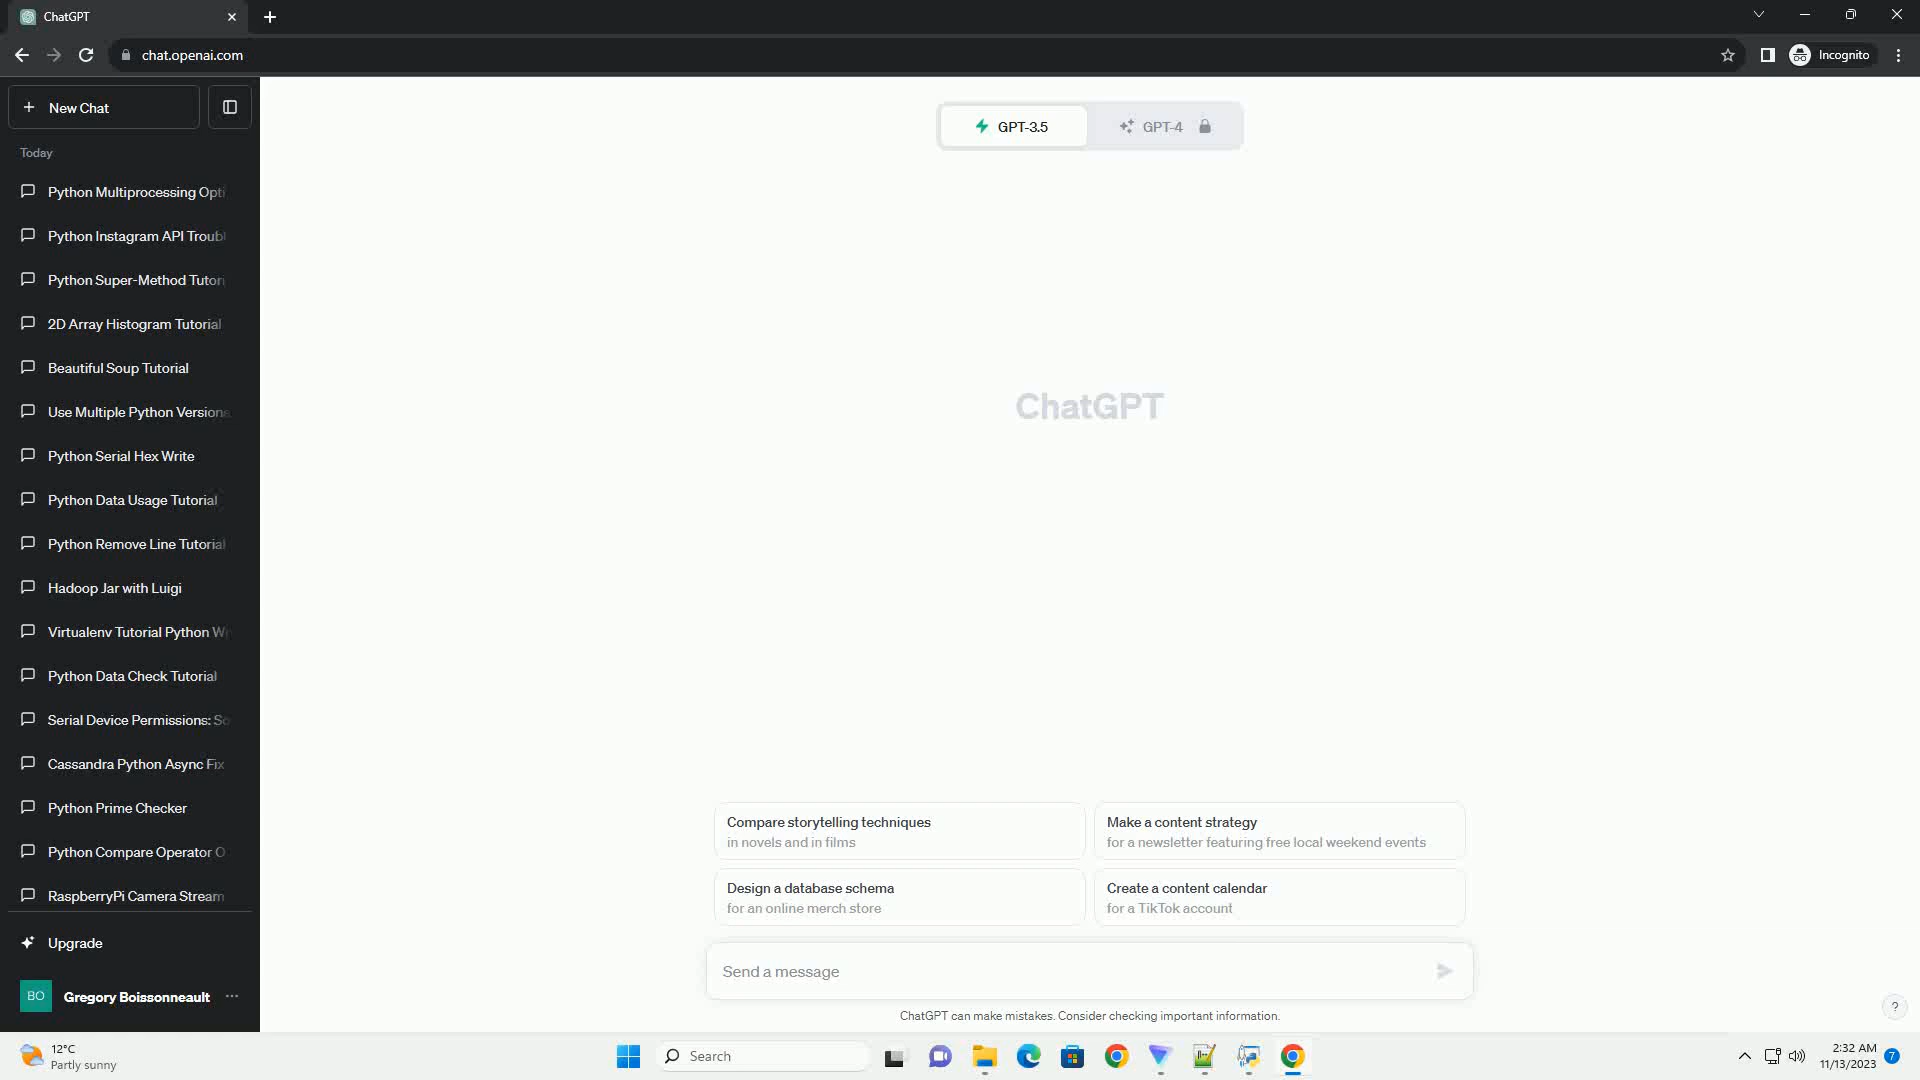 ChatGPT
chat.openai.com
Incognito
New Chat
Today
Python Multiprocessing Opti
Python Instagram API Troubl
Python Super-Method Tutori
2D Array Histogram Tutorial
Beautiful Soup Tutorial
Use Multiple Python Versions
Python Serial Hex Write
Python Data Usage Tutorial
Python Remove Line Tutorial
Hadoop Jar with Luigi
Virtualenv Tutorial Python Wi
Python Data Check Tutorial
Serial Device Permissions: So
Cassandra Python Async Fix
Python Prime Checker
Python Compare Operator O
RaspberryPi Camera Stream
Upgrade
BO Gregory Boissonneault
GPT-3.5 GPT-4
ChatGPT
Compare storytelling techniques
in novels and in films
Make a content strategy
for a newsletter featuring free local weekend events
Design a database schema
for an online merch store
Create a content calendar
for a TikTok account
Send a message
ChatGPT can make mistakes. Consider checking important information.
?
12°C
Partly sunny
Search
2:32 AM
11/13/2023
7